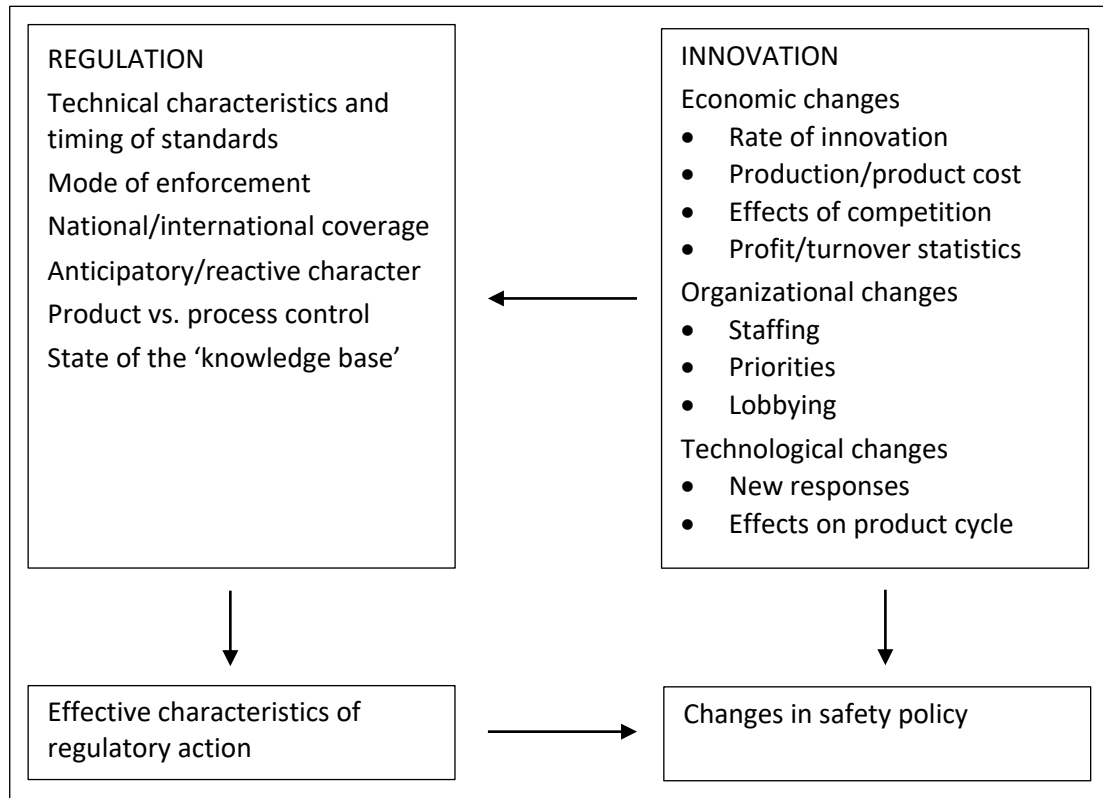 REGULATION
Technical characteristics and
timing of standards
Mode of enforcement
National/international coverage
Anticipatory/reactive character
Product vs. process control
State of the ‘knowledge base’
INNOVATION
Economic changes
• Rate of innovation
• Production/product cost
• Effects of competition
• Profit/turnover statistics
Organizational changes
• Staffing
• Priorities
• Lobbying
Technological changes
• New responses
• Effects on product cycle
Effective characteristics of
regulatory action
Changes in safety policy